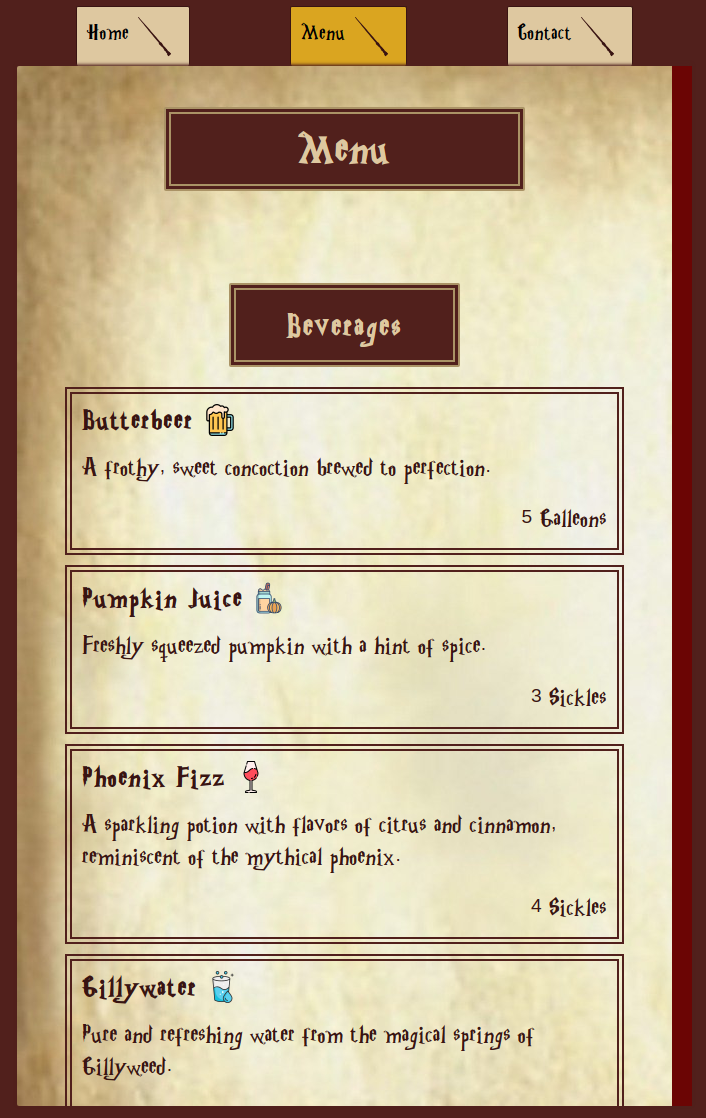 Home
Menu
Contact
Menu
Beverages
Butterbeer
A frothy, sweet concoction brewed to perfection.
5 Galleons
Pumpkin Juice
Freshly squeezed pumpkin with a hint of spice.
3 Sickles
Phoenix Fizz
A sparkling potion with flavors of citrus and cinnamon,
reminiscent of the mythical phoenix.
4 Sickles
Gillywater
Pure and refreshing water from the magical springs of
Gillyweed.